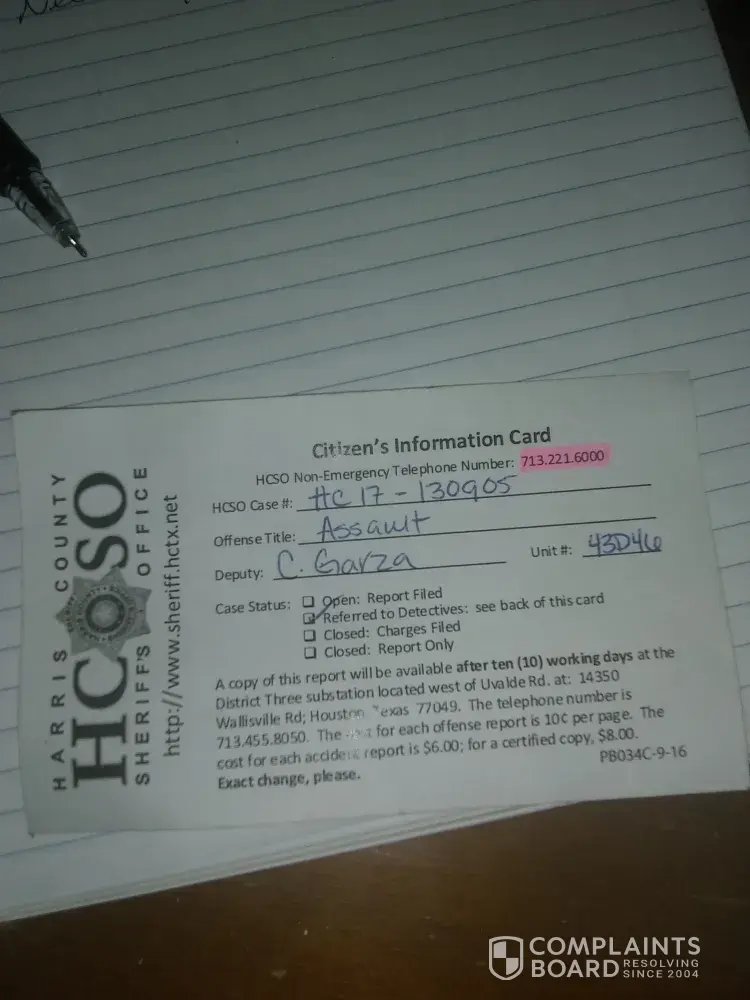 Citizen's Information Card
HCSO Non-Emergency Telephone Number: 713.221.6000
HCSO Case #: HC17-130905
Offense Title: Assault
Deputy: C. Garza Unit #: 43D46
Case Status: ❑ Open: Report Filed
☑ Referred to Detectives: see back of this card
❑ Closed: Charges Filed
❑ Closed: Report Only
A copy of this report will be available after ten (10) working days at the
District Three substation located west of Uvalde Rd. at: 14350
Wallisville Rd; Houston, Texas 77049. The telephone number is
713.455.8050. The cost for each offense report is 10¢ per page. The
cost for each accident report is $6.00; for a certified copy, $8.00.
Exact change, please.
PB034C-9-16
HARRIS COUNTY
HCSO
SHERIFF'S OFFICE
http://www.sheriff.hctx.net
COMPLAINTS
BOARD RESOLVING
SINCE 2004